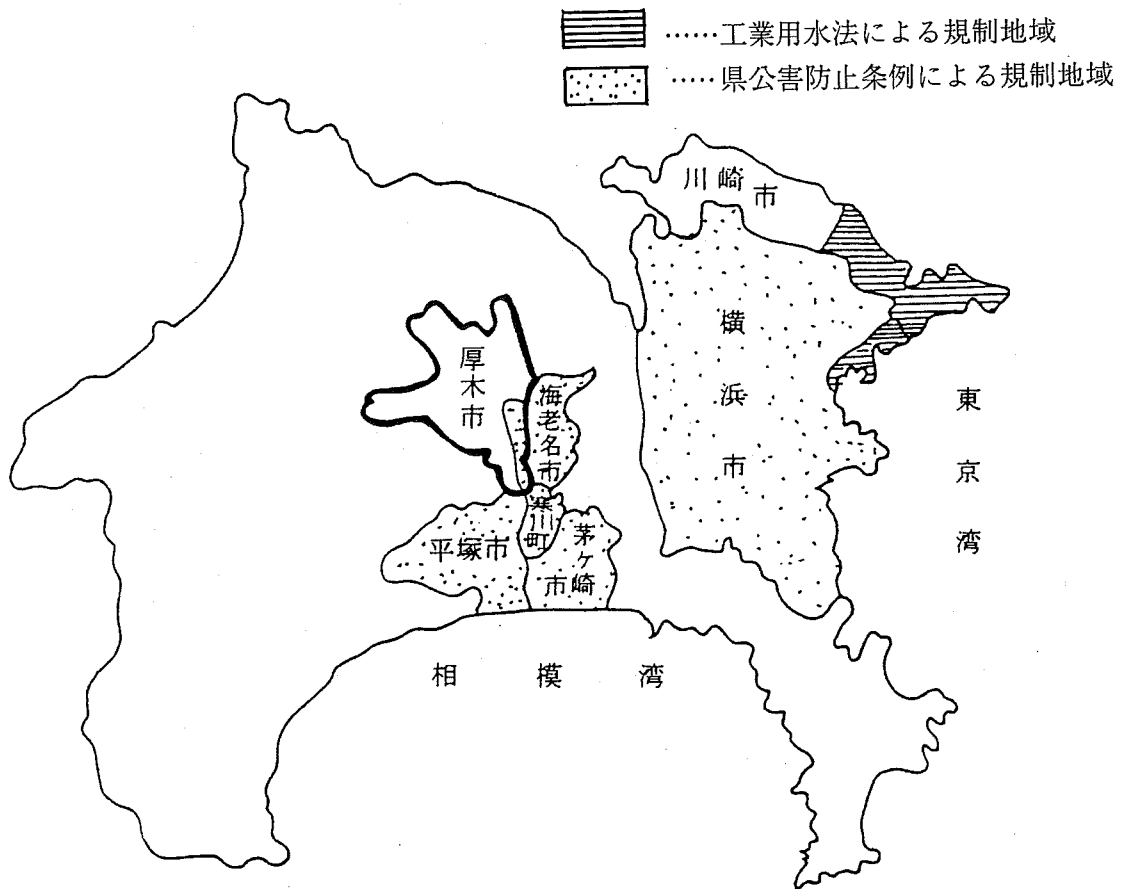 ……工業用水法による規制地域
……県公害防止条例による規制地域
川崎市
横浜市
厚木市
海老名市
寒川町
平塚市
茅ヶ崎市
東京湾
相模湾